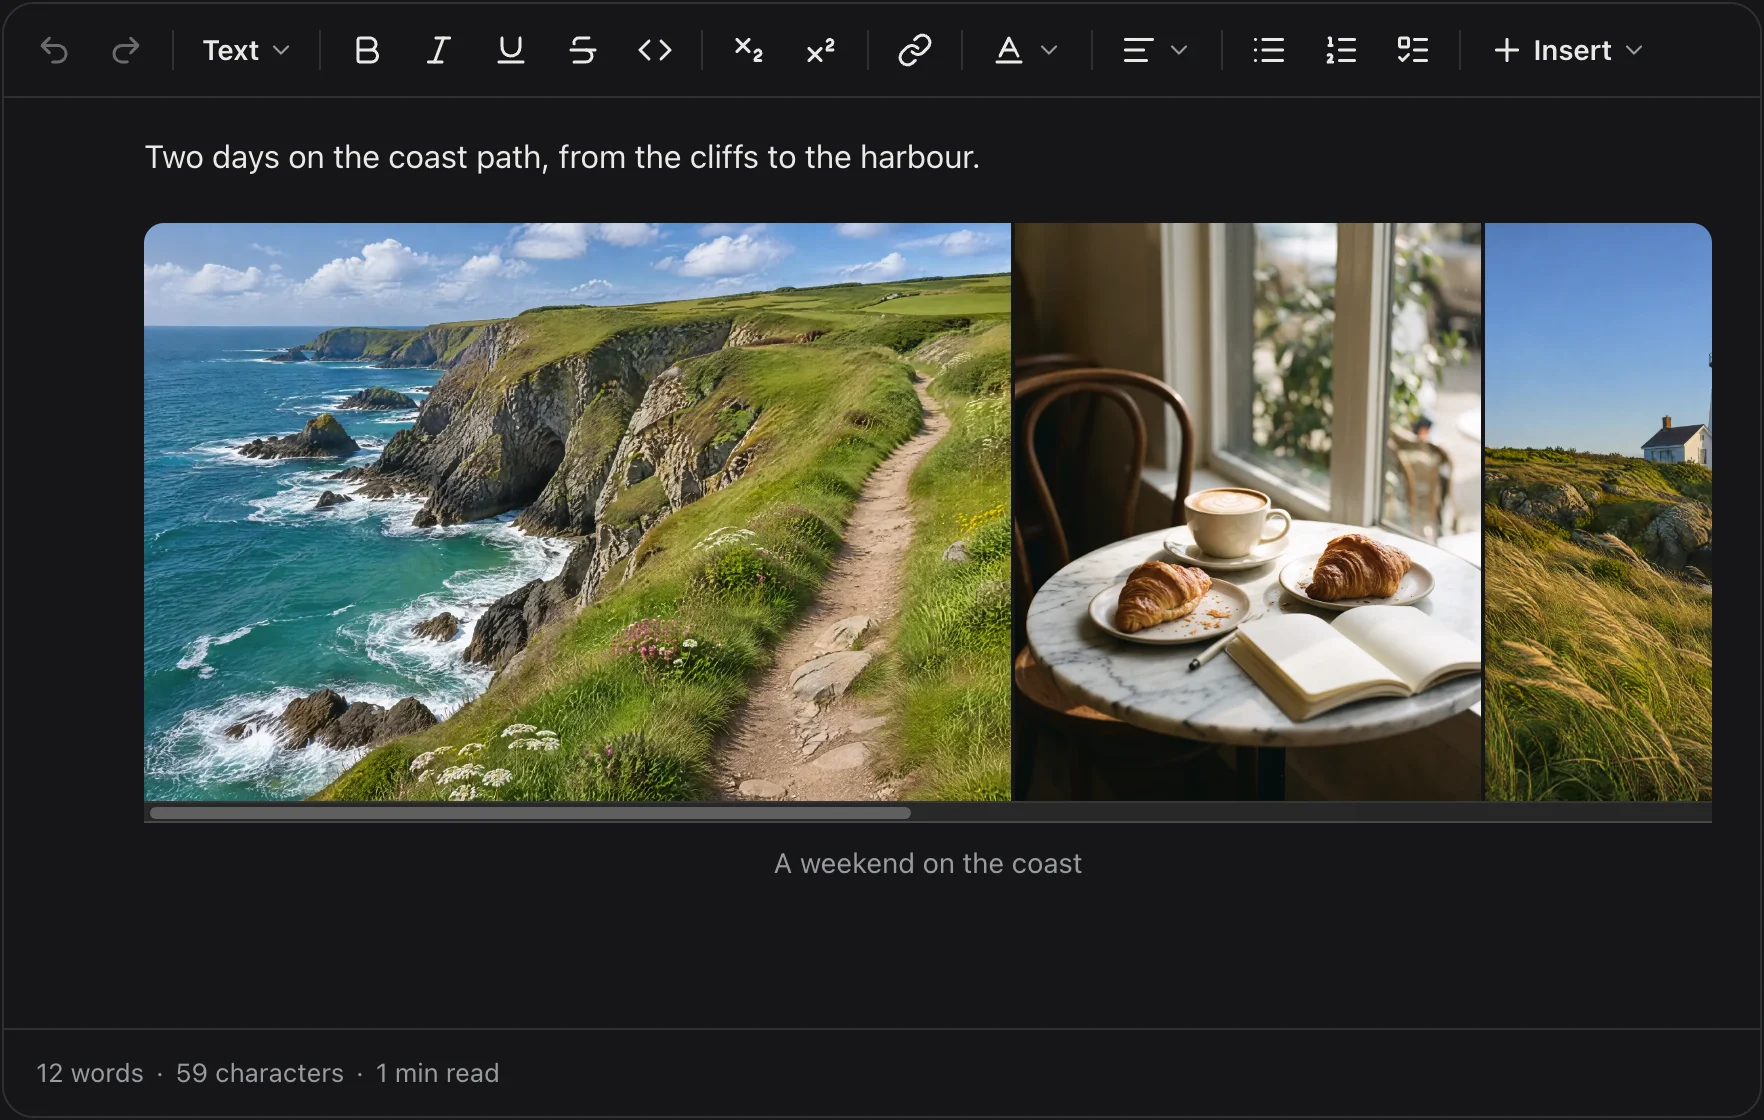 Text
Insert
Two days on the coast path, from the cliffs to the harbour.
A weekend on the coast
12 words · 59 characters · 1 min read